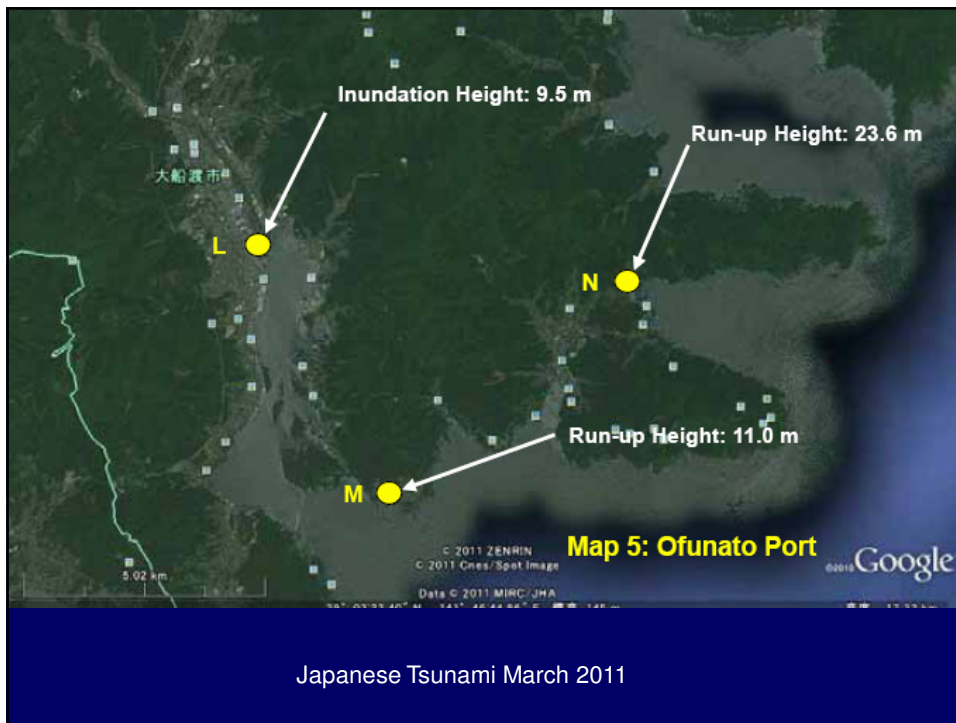 Inundation Height: 9.5 m
Run-up Height: 23.6 m
大船渡市
L
N
Run-up Height: 11.0 m
M
© 2011 ZENRIN
© 2011 Cnes/Spot Image
Map 5: Ofunato Port
©2010 Google
5.02 km
Data © 2011 MIRC/JHA
Japanese Tsunami March 2011